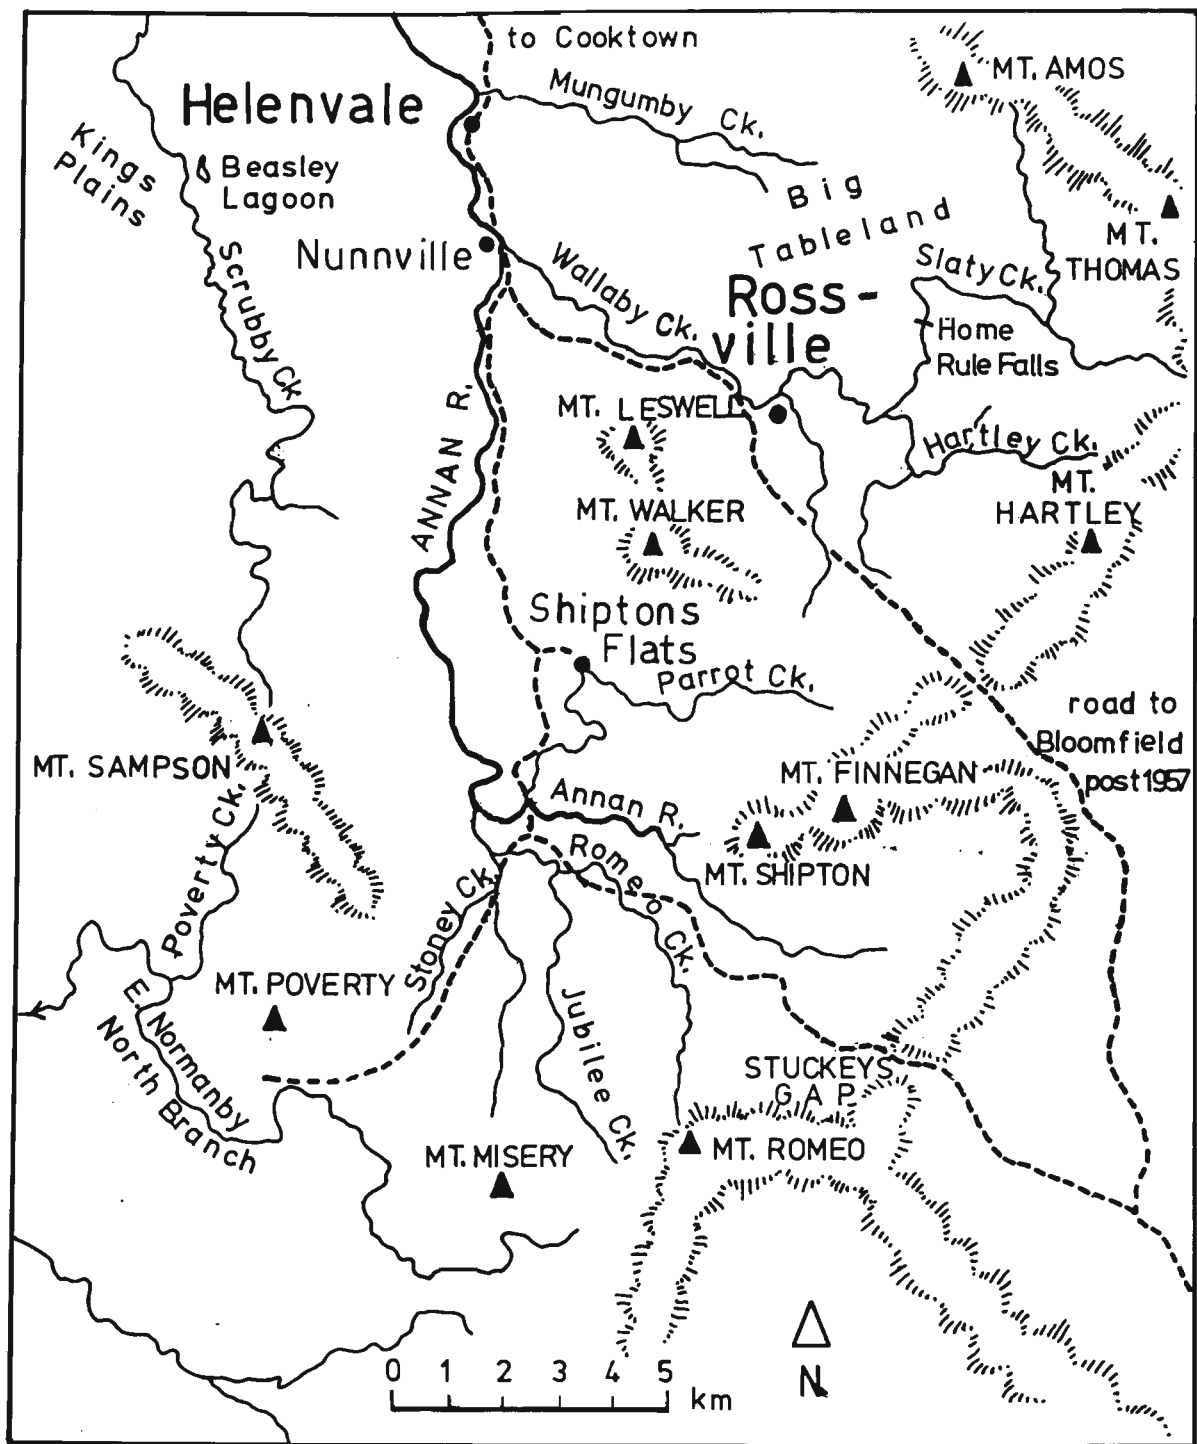 to Cooktown
MT. AMOS
Mungumby Ck.
Helenvale
Kings
Plains
Beasley
Lagoon
Big
Tableland
MT.
THOMAS
Nunnville
Scrubby Ck
Wallaby Ck.
Slaty Ck.
Ross-
ville
Home
Rule Falls
MT. LESWELL
ANNAN R.
Hartley Ck.
MT.
HARTLEY
MT. WALKER
Shiptons
Flats
Parrot Ck.
road to
Bloomfield
post 1957
MT. SAMPSON
MT. FINNEGAN
Annan R.
Poverty Ck.
MT. SHIPTON
Romeo Ck.
Stoney Ck.
MT. POVERTY
Jubilee Ck.
E. Normanby
North Branch
STUCKEYS
GAP
MT. MISERY
MT. ROMEO
0 1 2 3 4 5
km
N